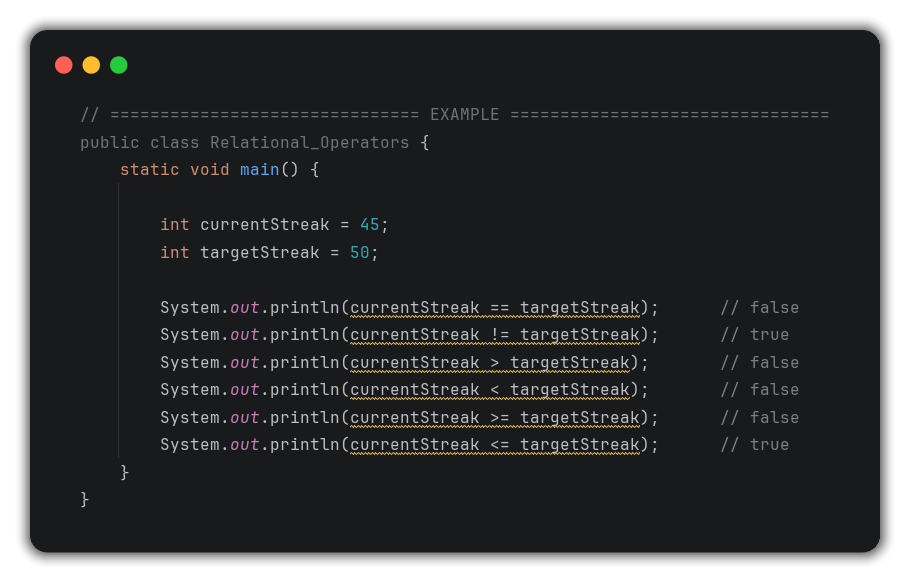 // =============================== EXAMPLE ================================
public class Relational_Operators {
    static void main() {

        int currentStreak = 45;
        int targetStreak = 50;

        System.out.println(currentStreak == targetStreak);      // false
        System.out.println(currentStreak != targetStreak);      // true
        System.out.println(currentStreak > targetStreak);       // false
        System.out.println(currentStreak < targetStreak);       // false
        System.out.println(currentStreak >= targetStreak);      // false
        System.out.println(currentStreak <= targetStreak);      // true
    }
}